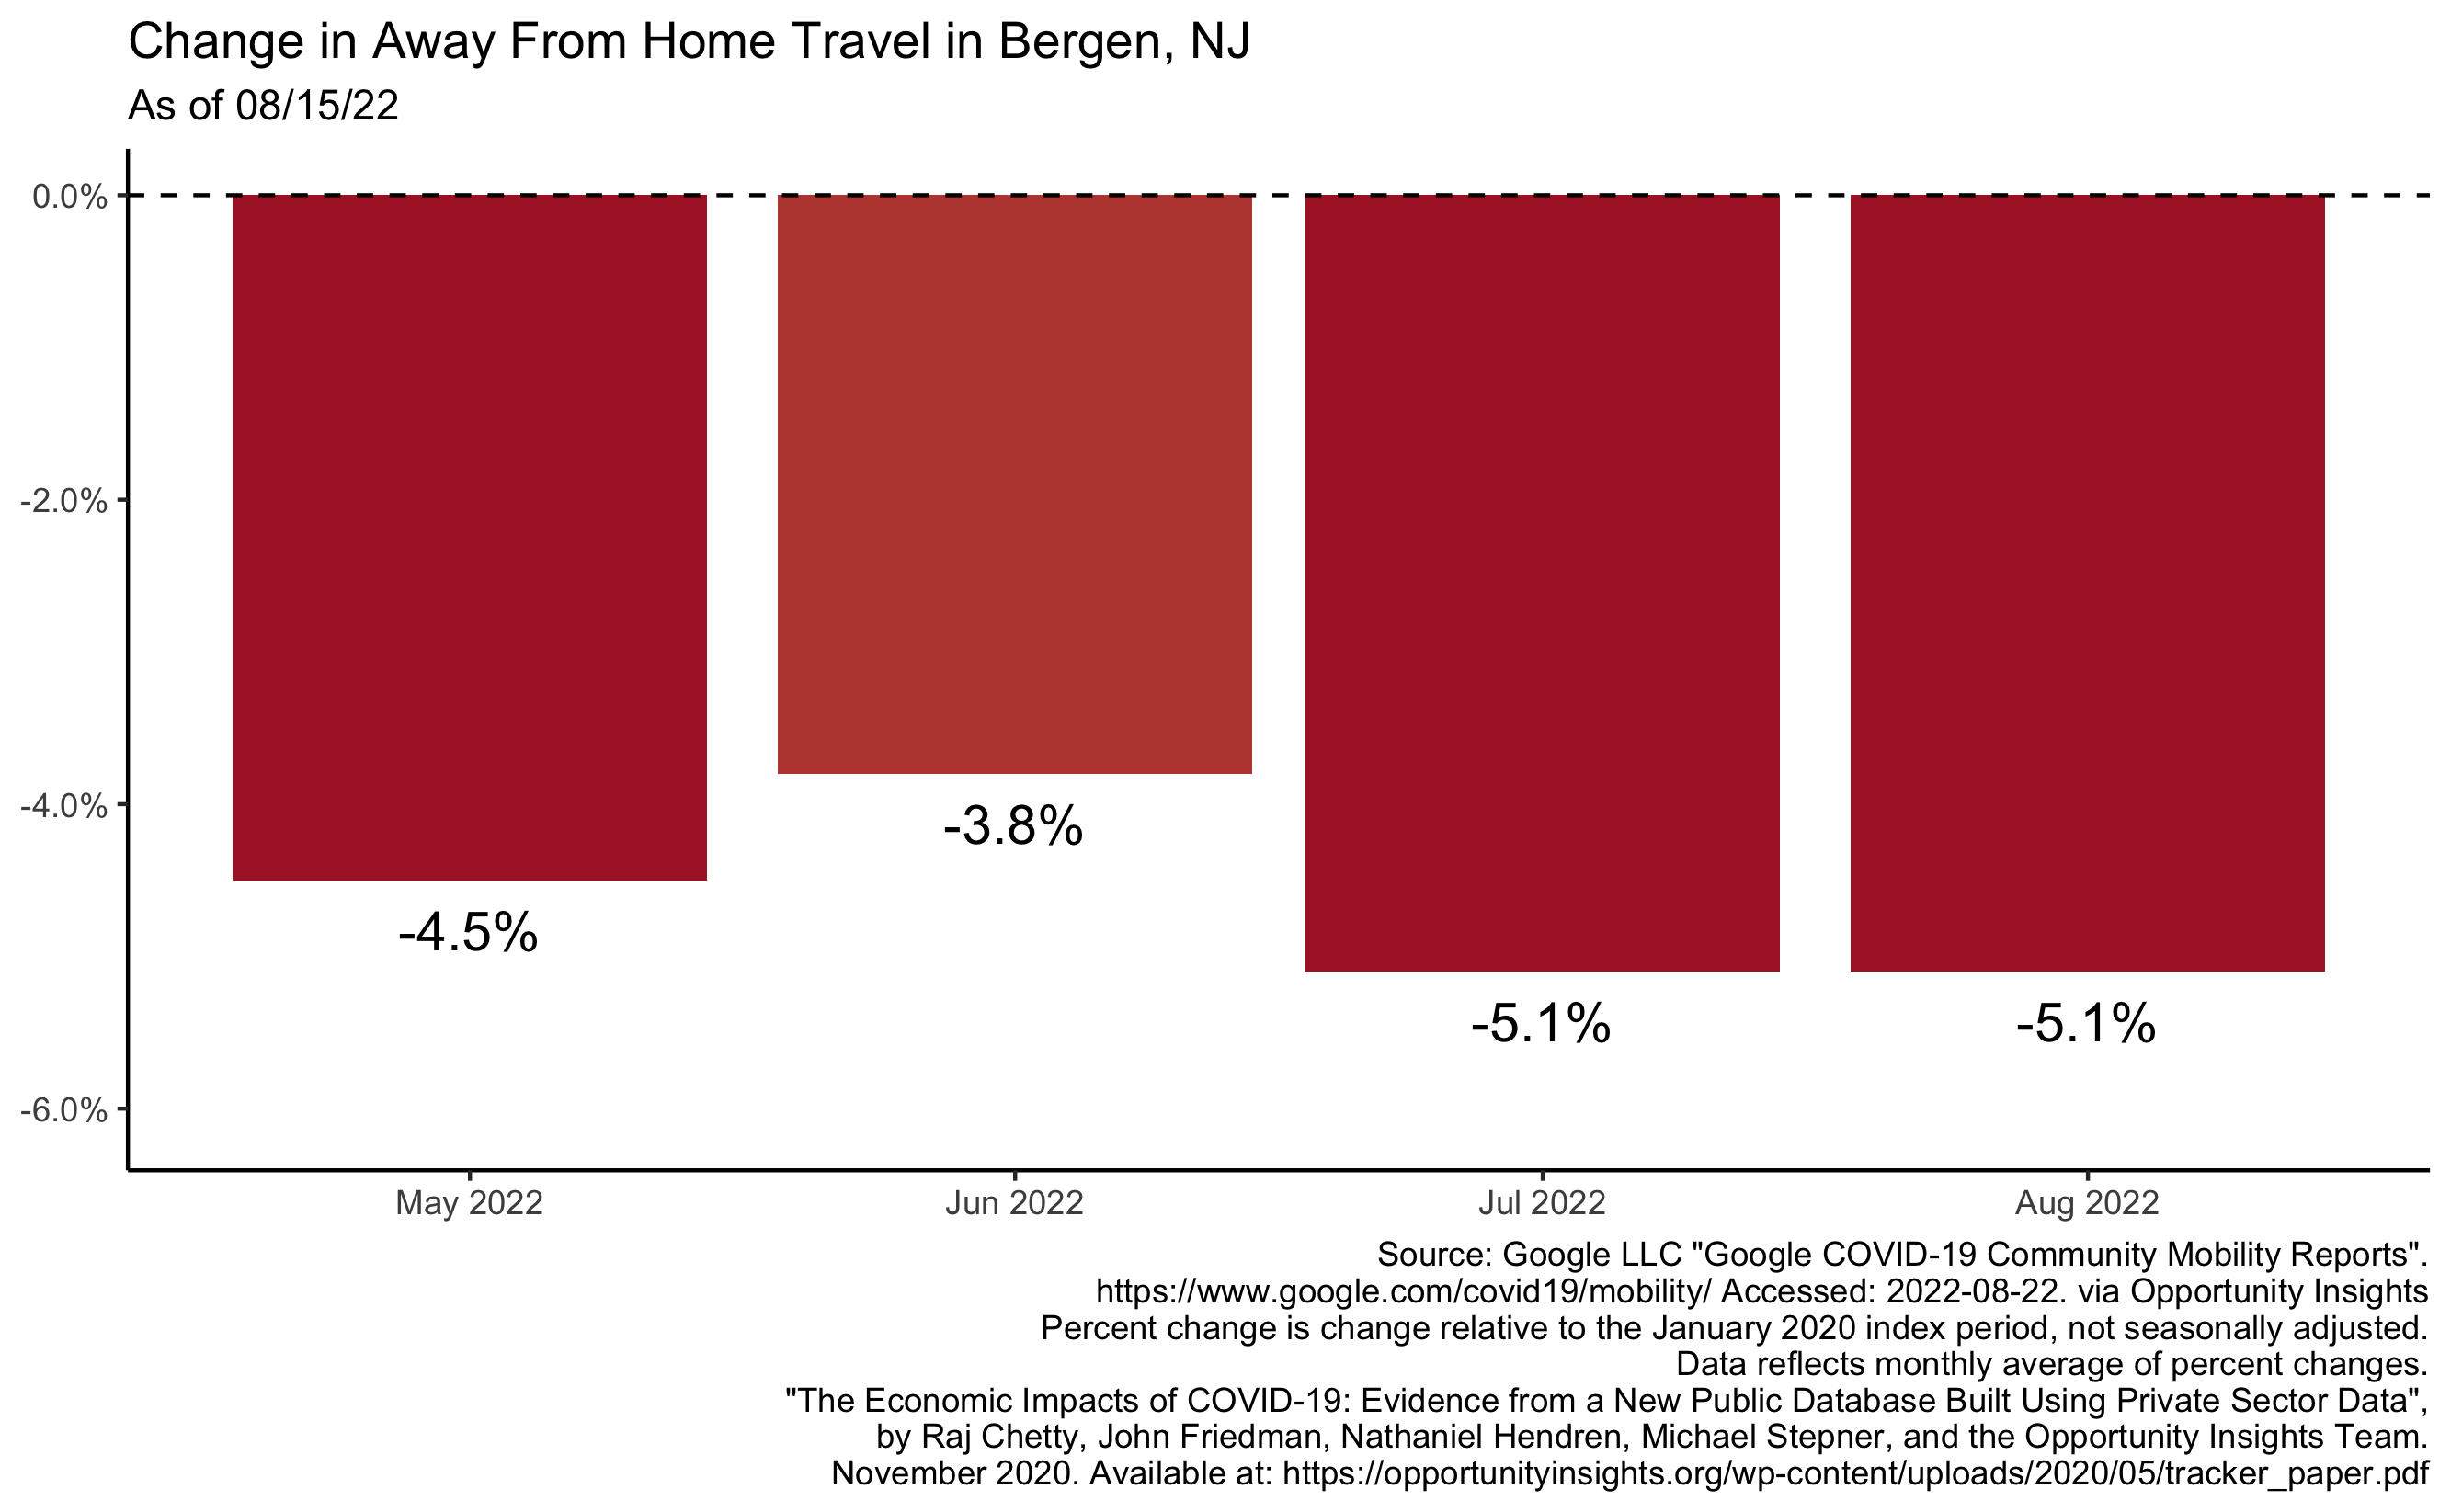 Change in Away From Home Travel in Bergen, NJ
As of 08/15/22
0.0%
-2.0%
-4.0%
-6.0%
-4.5%
-3.8%
-5.1%
-5.1%
May 2022
Jun 2022
Jul 2022
Aug 2022
Source: Google LLC "Google COVID-19 Community Mobility Reports".
https://www.google.com/covid19/mobility/ Accessed: 2022-08-22. via Opportunity Insights
Percent change is change relative to the January 2020 index period, not seasonally adjusted.
Data reflects monthly average of percent changes.
"The Economic Impacts of COVID-19: Evidence from a New Public Database Built Using Private Sector Data",
by Raj Chetty, John Friedman, Nathaniel Hendren, Michael Stepner, and the Opportunity Insights Team.
November 2020. Available at: https://opportunityinsights.org/wp-content/uploads/2020/05/tracker_paper.pdf